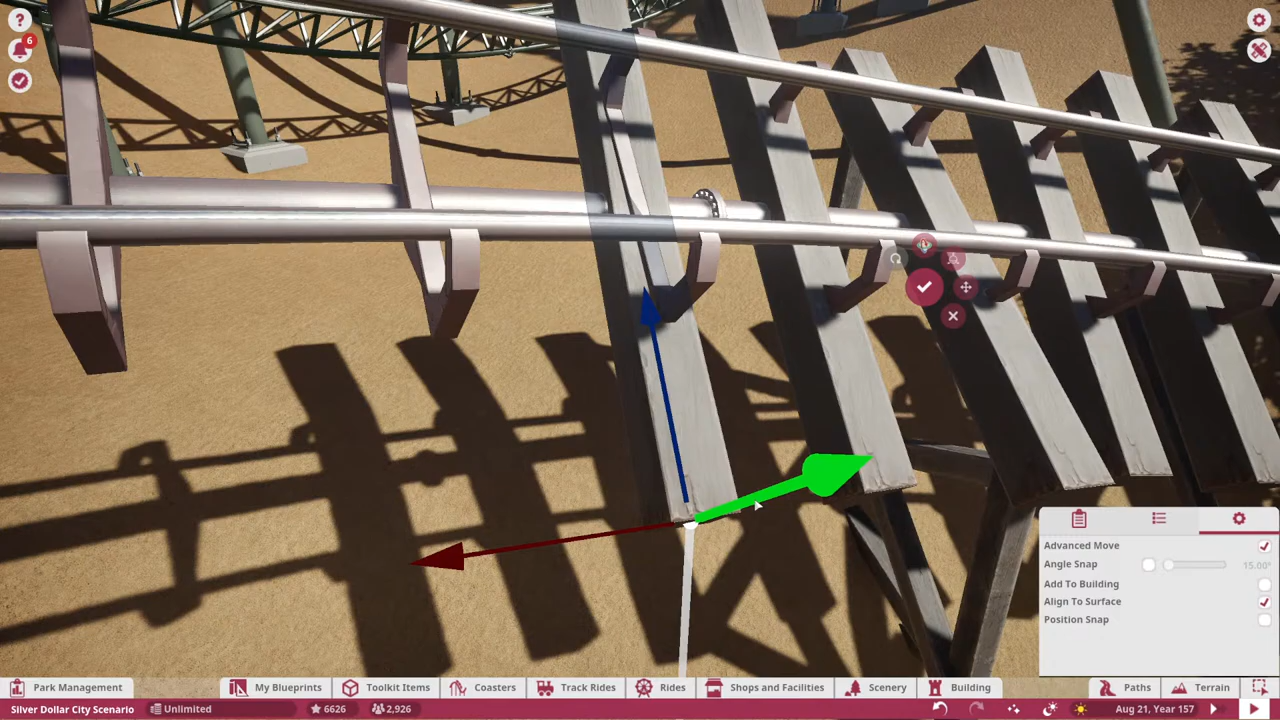 6
Advanced Move
Angle Snap 15.00°
Add To Building
Align To Surface
Position Snap
Park Management My Blueprints Toolkit Items Coasters Track Rides Rides Shops and Facilities Scenery Building Paths Terrain
Silver Dollar City Scenario Unlimited 6626 2,926 Aug 21, Year 157